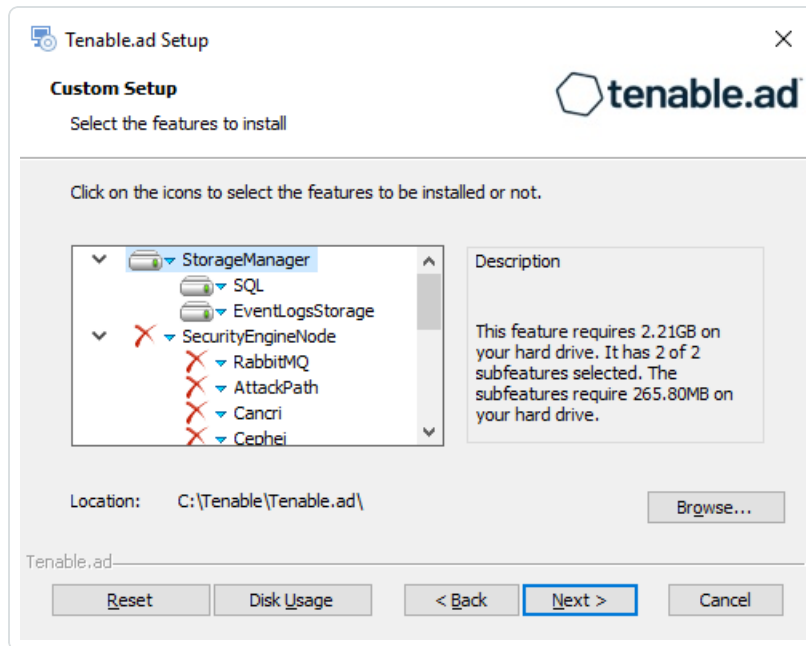 Tenable.ad Setup
Custom Setup
tenable.ad
Select the features to install
Click on the icons to select the features to be installed or not.
StorageManager
SQL
EventLogsStorage
SecurityEngineNode
RabbitMQ
AttackPath
Cancri
Cephei
Description
This feature requires 2.21GB on
your hard drive. It has 2 of 2
subfeatures selected. The
subfeatures require 265.80MB on
your hard drive.
Location: C:\Tenable\Tenable.ad\
Browse...
Tenable.ad
Reset Disk Usage < Back Next > Cancel